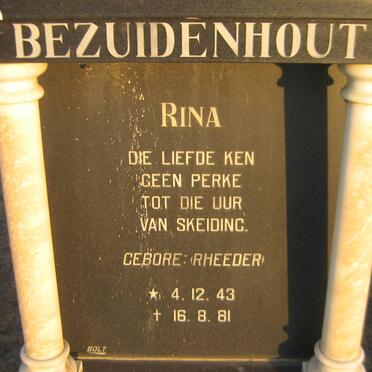 BEZUIDENHOUT
RINA
DIE LIEFDE KEN
GEEN PERKE
TOT DIE UUR
VAN SKEIDING.
GEBORE: (RHEEDER)
★ 4. 12. 43
† 16. 8. 81
BOLT